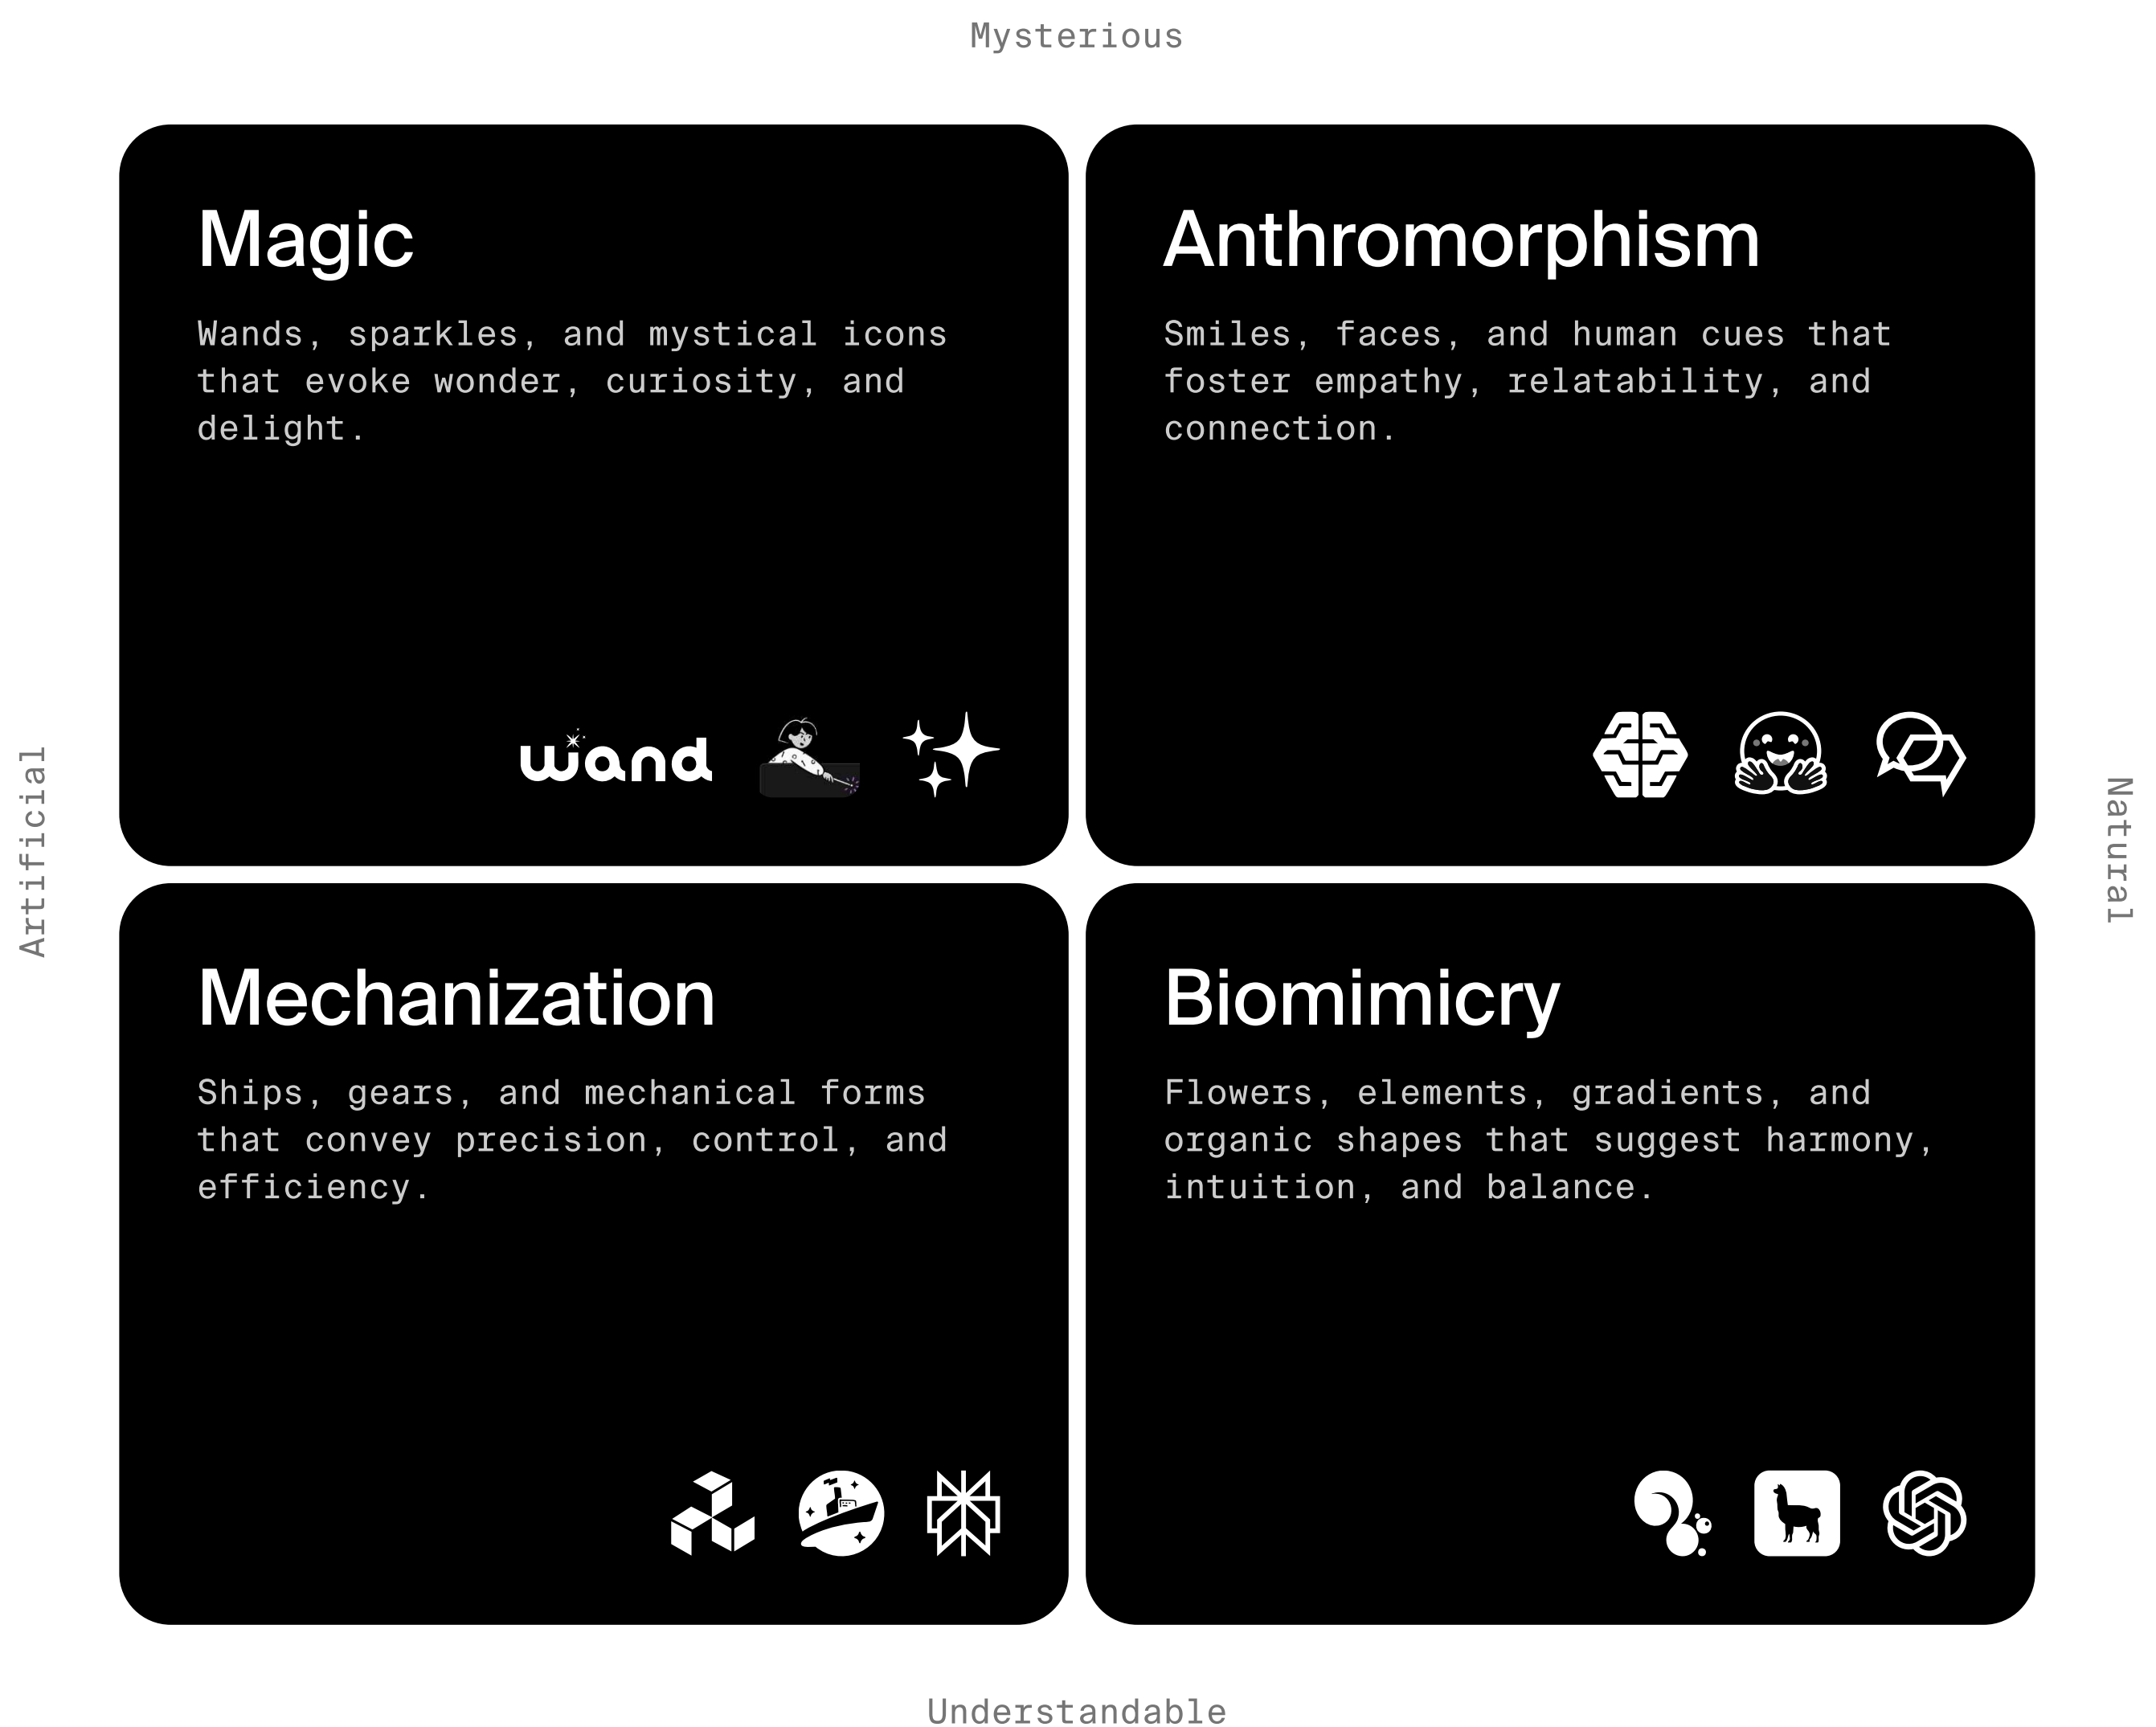 Mysterious
Magic
Wands, sparkles, and mystical icons
that evoke wonder, curiosity, and
delight.
wand
Anthromorphism
Smiles, faces, and human cues that
foster empathy, relatability, and
connection.
Artificial
Natural
Mechanization
Ships, gears, and mechanical forms
that convey precision, control, and
efficiency.
Biomimicry
Flowers, elements, gradients, and
organic shapes that suggest harmony,
intuition, and balance.
Understandable